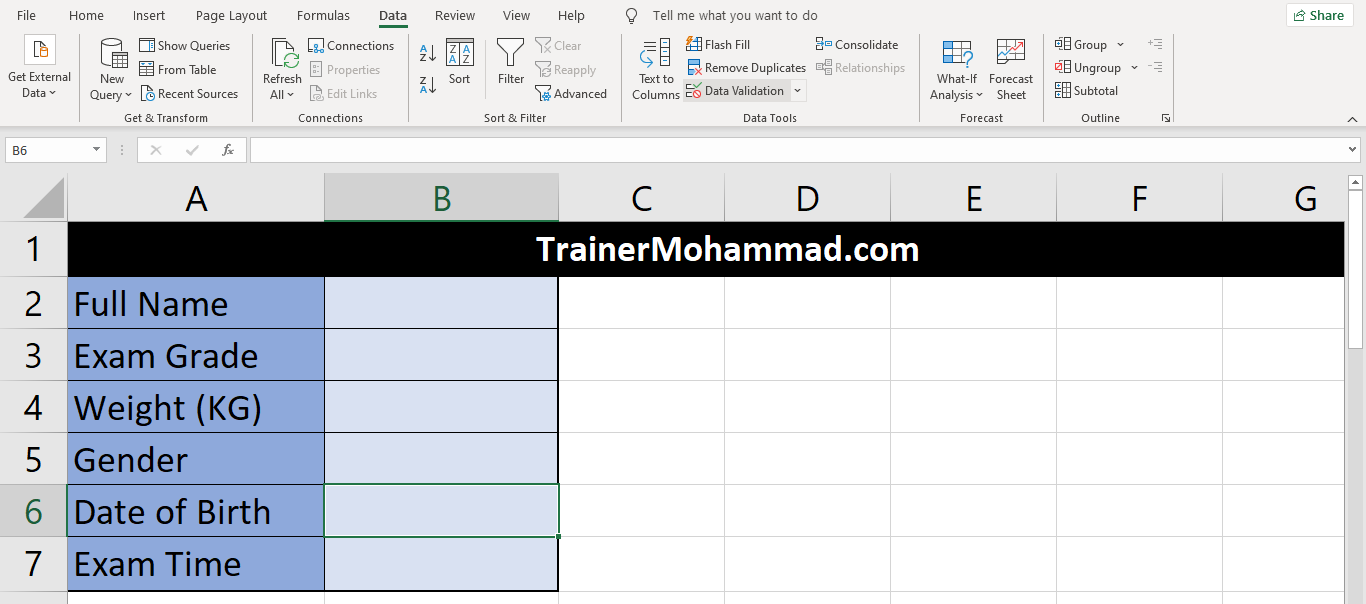 File Home Insert Page Layout Formulas Data Review View Help Tell me what you want to do Share
Get External Data
New Query
Show Queries
From Table
Recent Sources
Get & Transform
Refresh All
Connections
Properties
Edit Links
Connections
Sort
Filter
Clear
Reapply
Advanced
Sort & Filter
Text to Columns
Flash Fill
Remove Duplicates
Data Validation
Consolidate
Relationships
Data Tools
What-If Analysis
Forecast Sheet
Forecast
Group
Ungroup
Subtotal
Outline
B6 fx
A B C D E F G
1 TrainerMohammad.com
2 Full Name
3 Exam Grade
4 Weight (KG)
5 Gender
6 Date of Birth
7 Exam Time